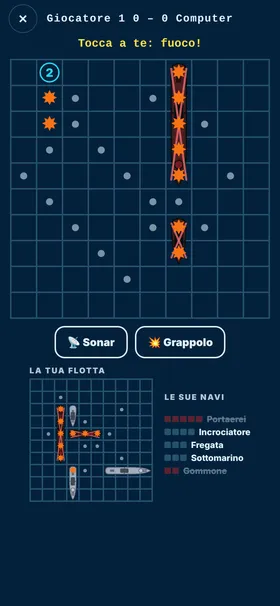 ×
Giocatore 1 0 – 0 Computer
Tocca a te: fuoco!
2
📡 Sonar
💥 Grappolo
LA TUA FLOTTA
LE SUE NAVI
Portaerei
Incrociatore
Fregata
Sottomarino
Gommone